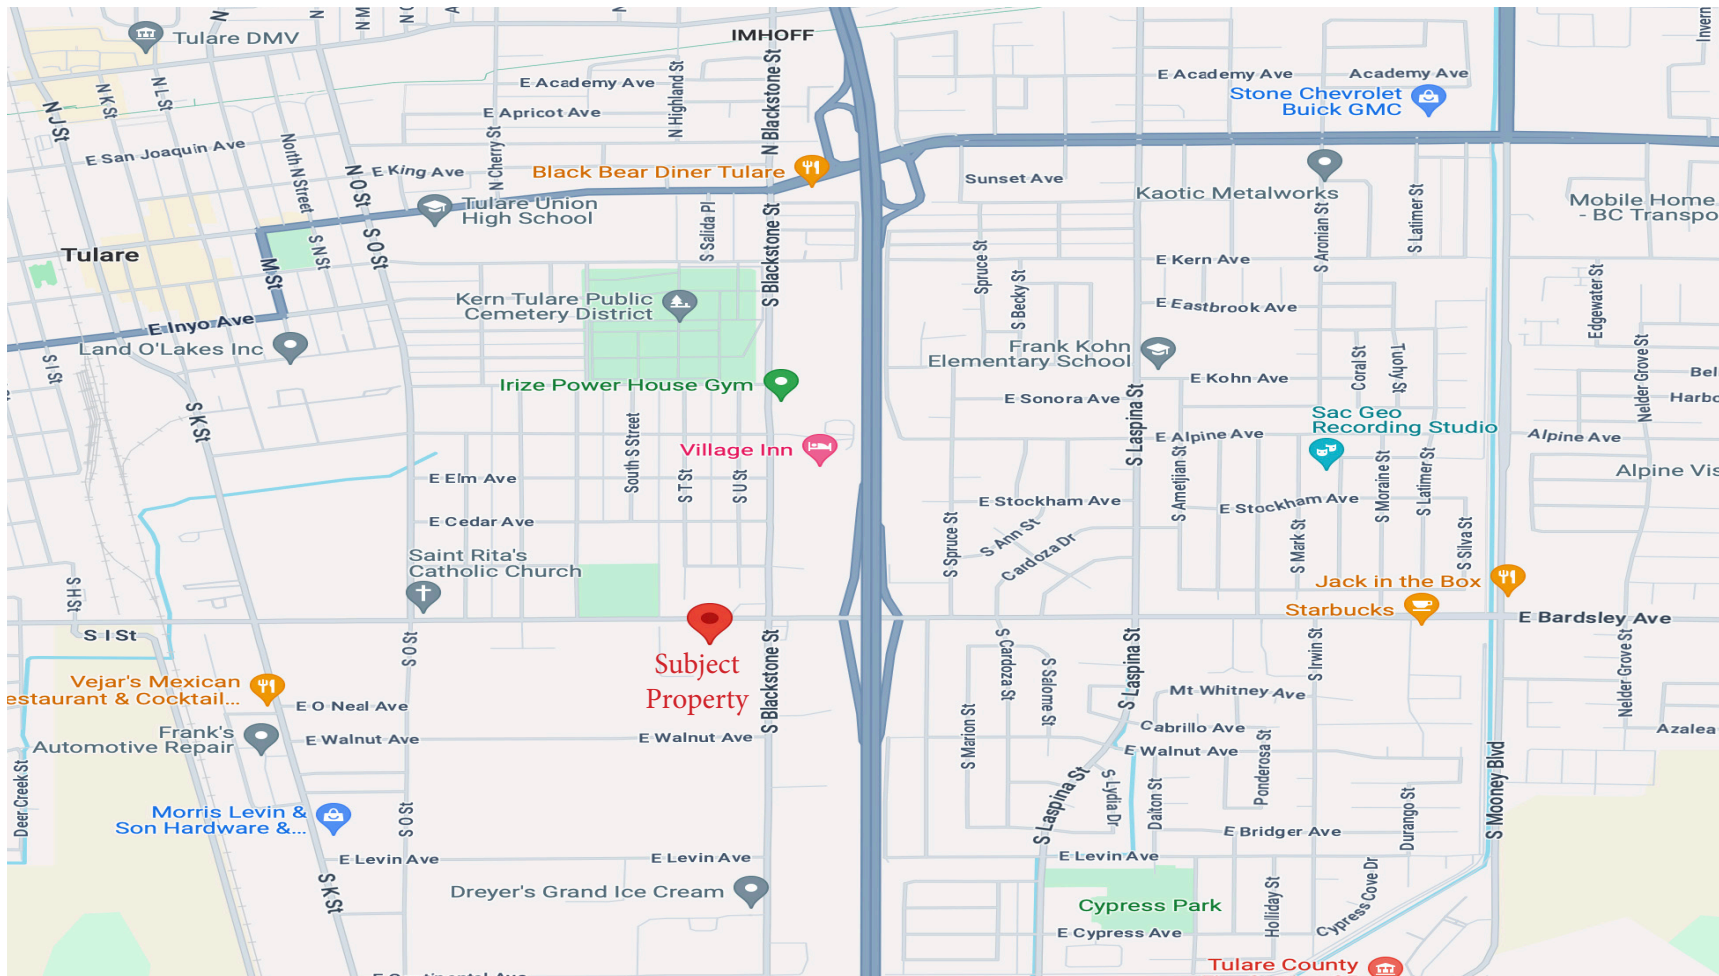 IMHOFF
Tulare DMV
E Academy Ave
E Academy Ave
Academy Ave
Stone Chevrolet
Buick GMC
N J St
N K St
N L St
E Apricot Ave
N Highland St
N Blackstone St
E San Joaquin Ave
North N Street
N O St
E King Ave
N Cherry St
Black Bear Diner Tulare
Sunset Ave
Kaotic Metalworks
Mobile Home
- BC Transpo
Tulare Union
High School
S Salida Pl
S Blackstone St
S Aronian St
S Latimer St
Tulare
M St
S N St
S O St
Spruce St
S Becky St
E Kern Ave
E Eastbrook Ave
Edgewater St
Kern Tulare Public
Cemetery District
E Inyo Ave
Land O'Lakes Inc
S I St
Frank Kohn
Elementary School
Coral St
Tony St
Nelder Grove St
Irize Power House Gym
E Kohn Ave
Bel
Harbo
E Sonora Ave
S Laspina St
S K St
South S Street
Sac Geo
Recording Studio
E Alpine Ave
Alpine Ave
Village Inn
Alpine Vis
S T St
S U St
E Elm Ave
S Ametjian St
S Moraine St
S Latimer St
E Stockham Ave
E Stockham Ave
E Cedar Ave
S Spruce St
S Ann St
Cardoza Dr
S Mark St
S Silva St
Saint Rita's
Catholic Church
S H St
Jack in the Box
Starbucks
E Bardsley Ave
S I St
S O St
Subject
Property
S Blackstone St
S Cardoza St
S Salome St
S Laspina St
S Irwin St
Nelder Grove St
Vejar's Mexican
estaurant & Cocktail...
E O Neal Ave
Mt Whitney Ave
Frank's
Automotive Repair
E Walnut Ave
E Walnut Ave
S Marion St
Cabrillo Ave
E Walnut Ave
Azalea
Deer Creek St
S Laspina St
S Lydia Dr
Dalton St
Ponderosa St
Durango St
S Mooney Blvd
Morris Levin &
Son Hardware &...
S O St
E Bridger Ave
E Levin Ave
E Levin Ave
E Levin Ave
S K St
Dreyer's Grand Ice Cream
Cypress Park
Holliday St
Cypress Cove Dr
E Cypress Ave
Tulare County